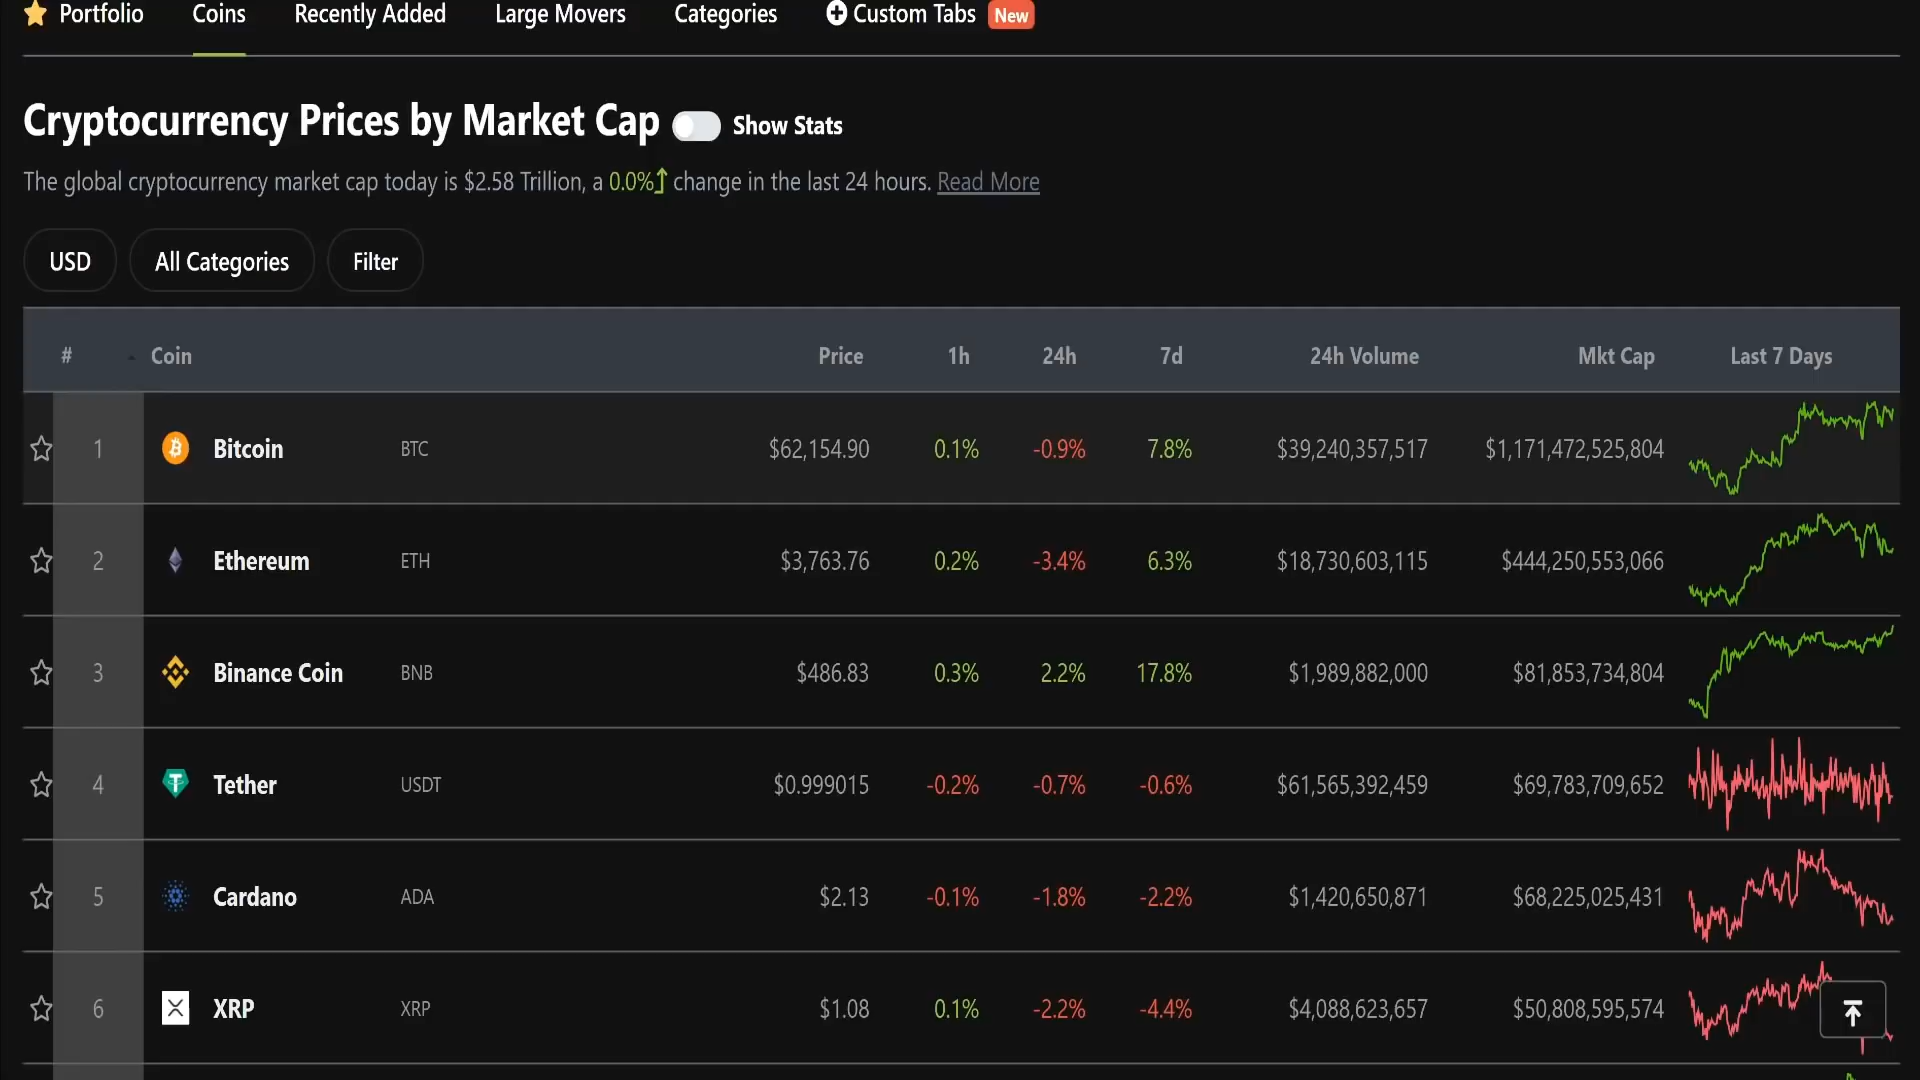 Portfolio Coins Recently Added Large Movers Categories Custom Tabs New
Cryptocurrency Prices by Market Cap Show Stats
The global cryptocurrency market cap today is $2.58 Trillion, a 0.0% change in the last 24 hours. Read More
USD All Categories Filter
# Coin Price 1h 24h 7d 24h Volume Mkt Cap Last 7 Days
1 Bitcoin BTC $62,154.90 0.1% -0.9% 7.8% $39,240,357,517 $1,171,472,525,804
2 Ethereum ETH $3,763.76 0.2% -3.4% 6.3% $18,730,603,115 $444,250,553,066
3 Binance Coin BNB $486.83 0.3% 2.2% 17.8% $1,989,882,000 $81,853,734,804
4 Tether USDT $0.999015 -0.2% -0.7% -0.6% $61,565,392,459 $69,783,709,652
5 Cardano ADA $2.13 -0.1% -1.8% -2.2% $1,420,650,871 $68,225,025,431
6 XRP XRP $1.08 0.1% -2.2% -4.4% $4,088,623,657 $50,808,595,574